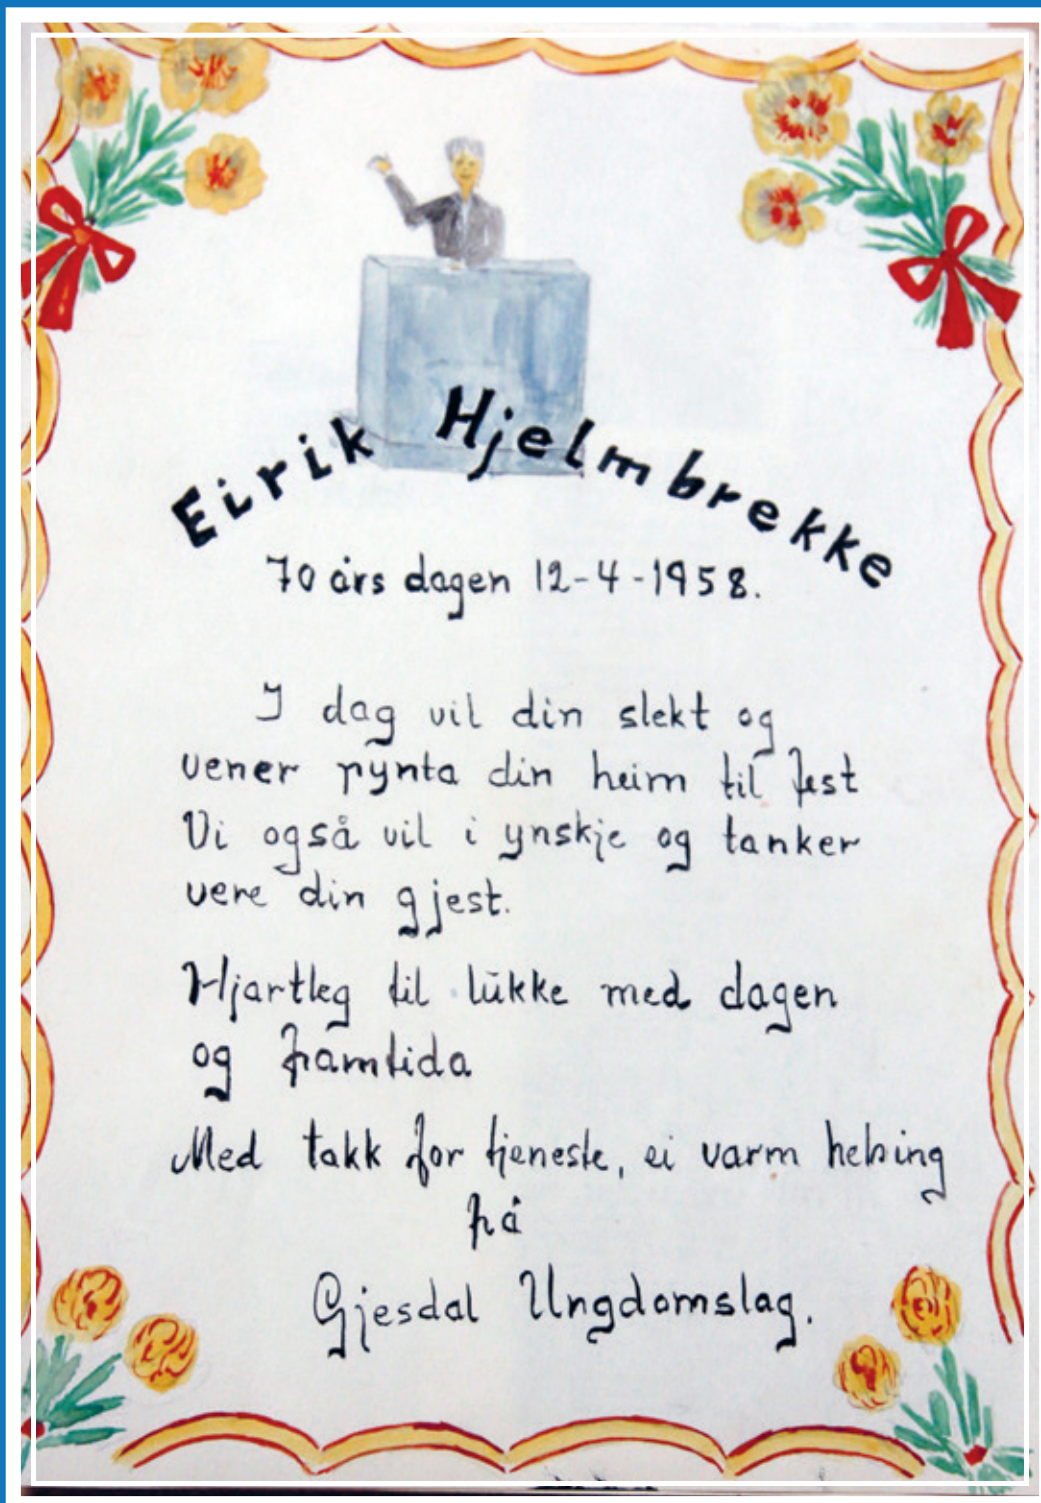 Eirik Hjelmbrekke
70 års dagen 12-4-1958.
I dag vil din slekt og
vener pynta din heim til fest
Vi også vil i ynskje og tanker
vere din gjest.
Hjartleg til lukke med dagen
og framtida
Med takk for tjeneste, ei varm helsing
på
Gjesdal Ungdomslag.